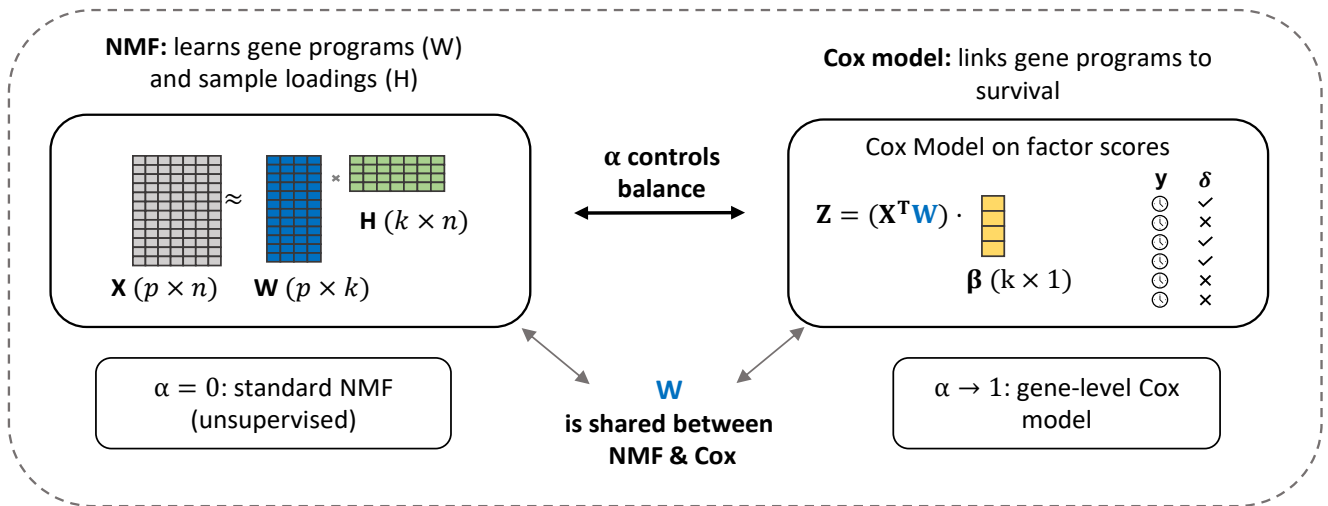 NMF: learns gene programs (W)
and sample loadings (H)
Cox model: links gene programs to
survival
X (p × n)
≈
W (p × k)
×
H (k × n)
α controls
balance
Cox Model on factor scores
Z = (XᵀW) ·
β (k × 1)
y δ
✓
×
✓
✓
×
×
α = 0: standard NMF
(unsupervised)
W
is shared between
NMF & Cox
α → 1: gene-level Cox
model